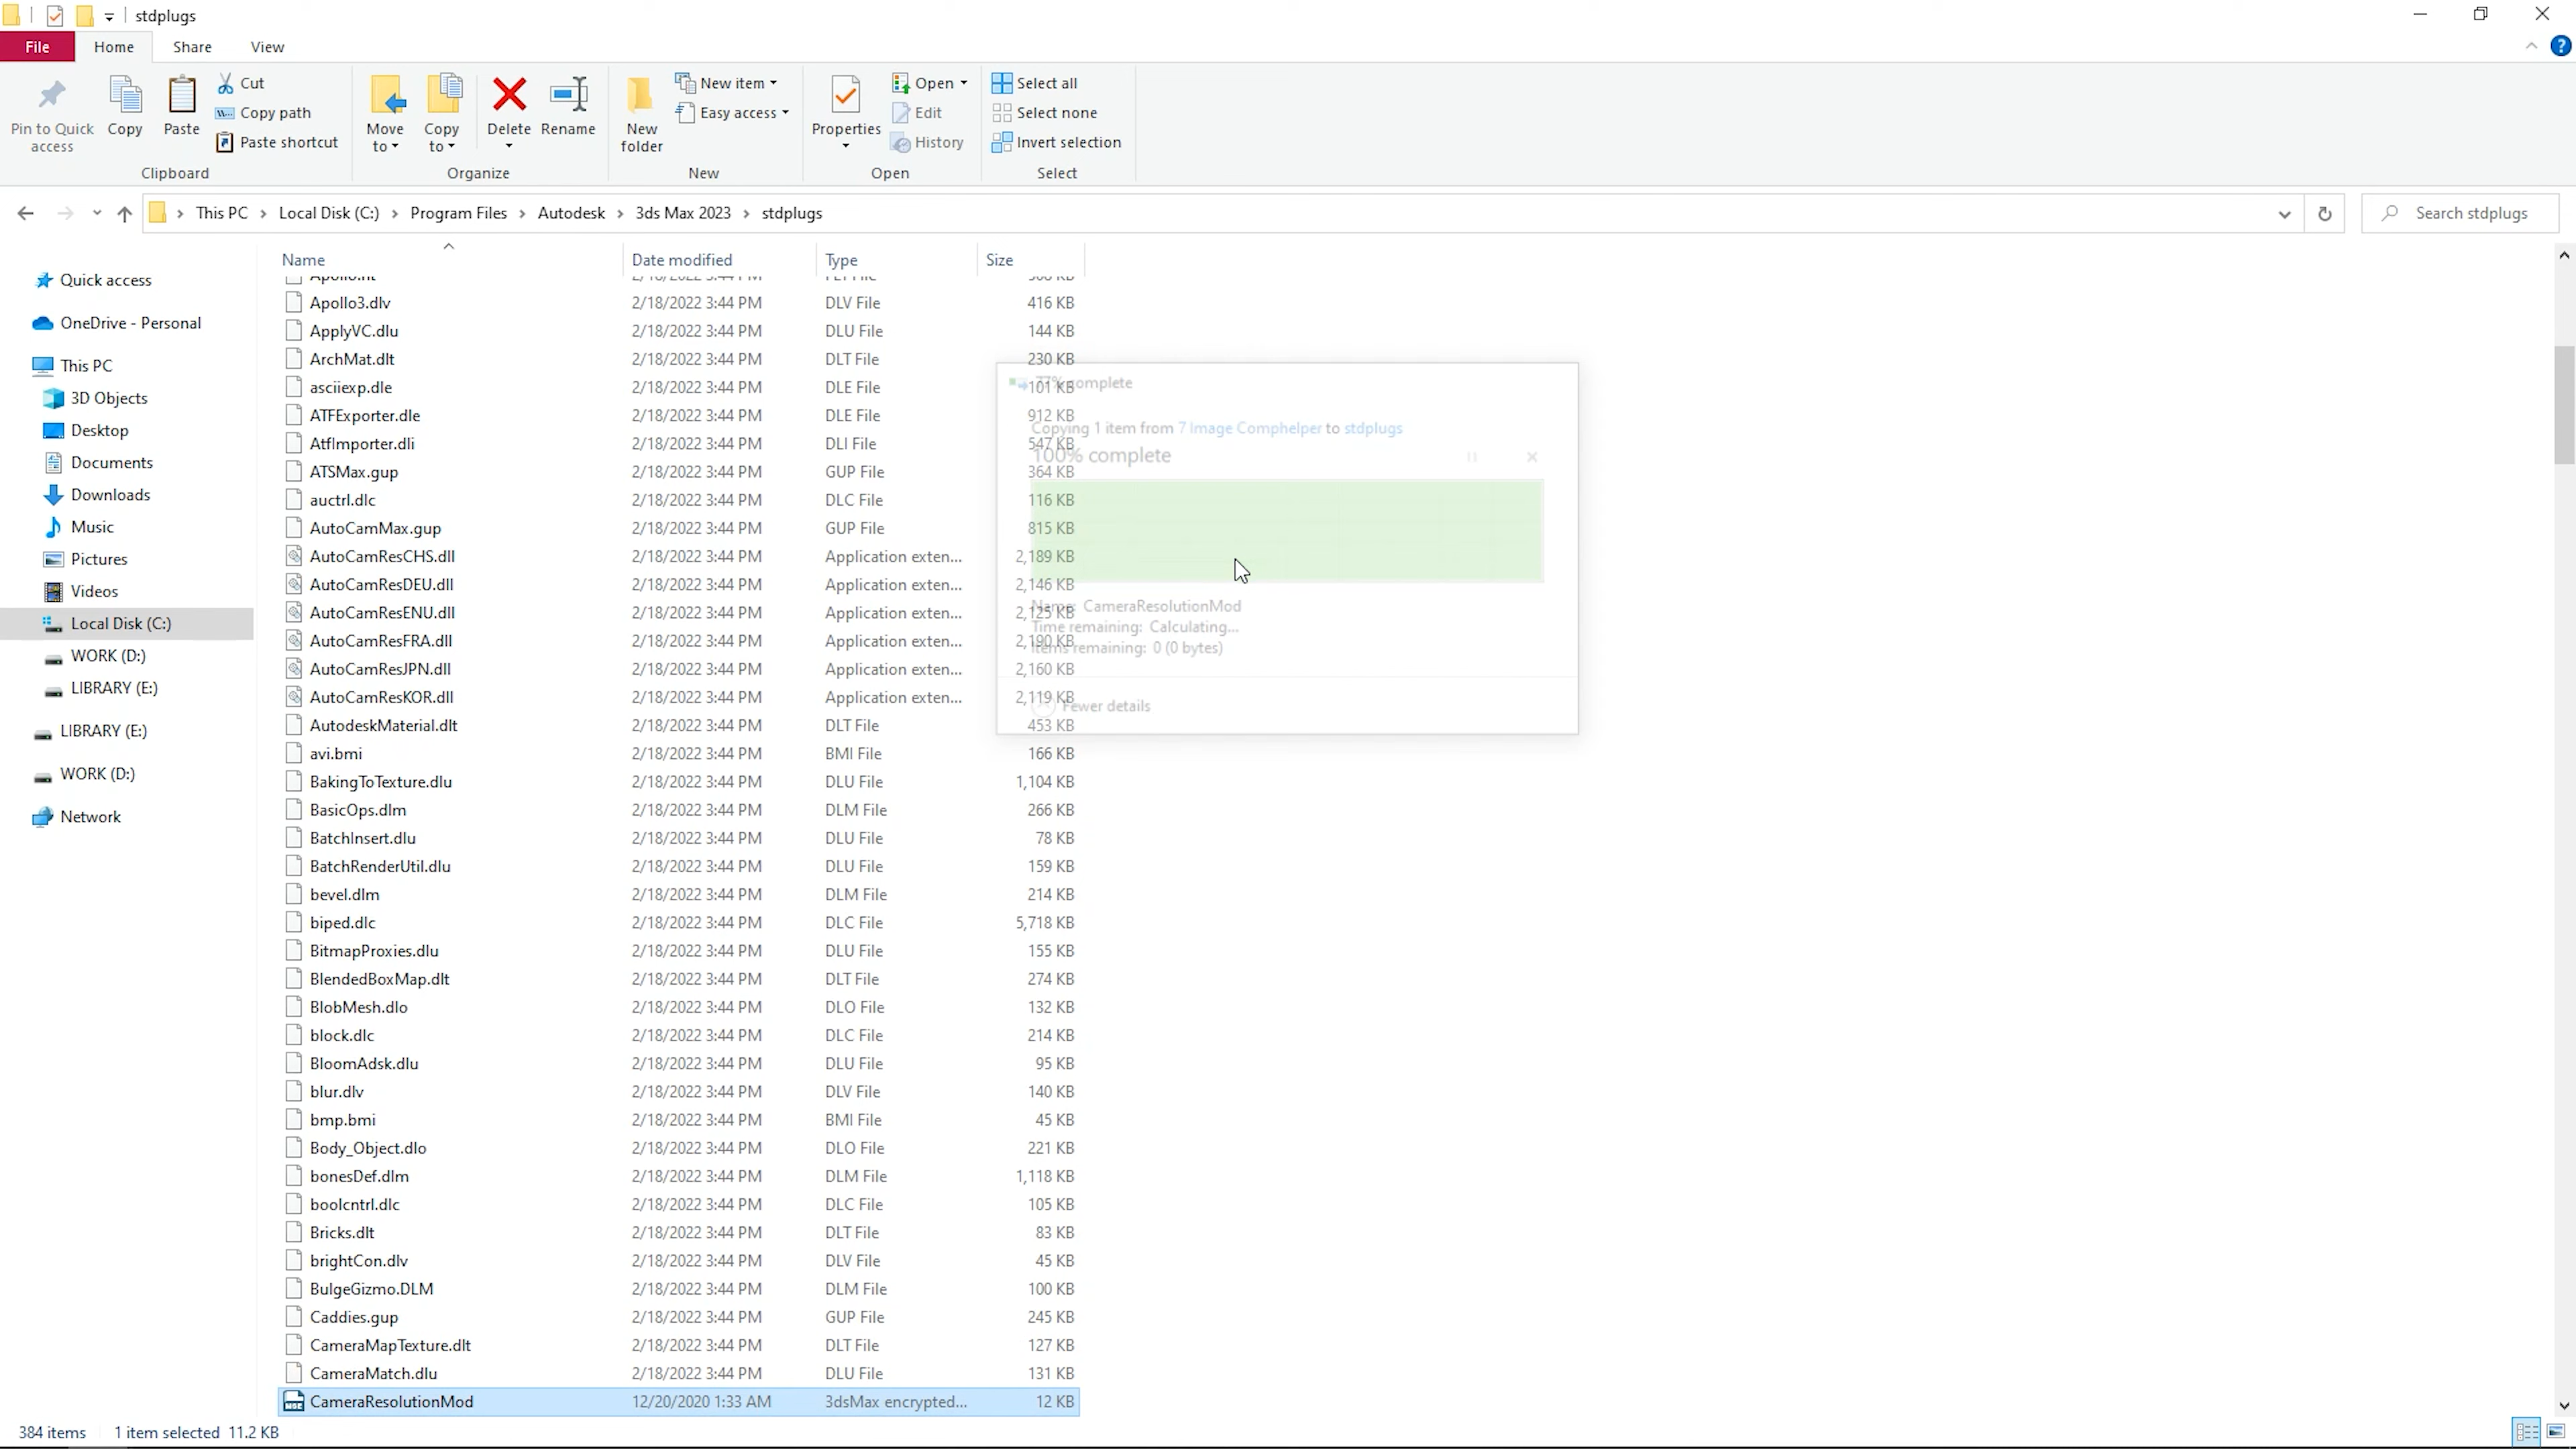 stdplugs
File Home Share View
Pin to Quick access
Copy
Paste
Cut
Copy path
Paste shortcut
Clipboard
Move to
Copy to
Delete
Rename
Organize
New folder
New item
Easy access
New
Properties
Open
Edit
History
Open
Select all
Select none
Invert selection
Select
This PC > Local Disk (C:) > Program Files > Autodesk > 3ds Max 2023 > stdplugs
Search stdplugs
Quick access
OneDrive - Personal
This PC
3D Objects
Desktop
Documents
Downloads
Music
Pictures
Videos
Local Disk (C:)
WORK (D:)
LIBRARY (E:)
LIBRARY (E:)
WORK (D:)
Network
Name Date modified Type Size
Apollo3.dlv 2/18/2022 3:44 PM DLV File 416 KB
ApplyVC.dlu 2/18/2022 3:44 PM DLU File 144 KB
ArchMat.dlt 2/18/2022 3:44 PM DLT File 230 KB
asciiexp.dle 2/18/2022 3:44 PM DLE File 101 KB
ATFExporter.dle 2/18/2022 3:44 PM DLE File 912 KB
AtfImporter.dli 2/18/2022 3:44 PM DLI File 547 KB
ATSMax.gup 2/18/2022 3:44 PM GUP File 364 KB
auctrl.dlc 2/18/2022 3:44 PM DLC File 116 KB
AutoCamMax.gup 2/18/2022 3:44 PM GUP File 815 KB
AutoCamResCHS.dll 2/18/2022 3:44 PM Application exten... 2,189 KB
AutoCamResDEU.dll 2/18/2022 3:44 PM Application exten... 2,146 KB
AutoCamResENU.dll 2/18/2022 3:44 PM Application exten... 2,125 KB
AutoCamResFRA.dll 2/18/2022 3:44 PM Application exten... 2,190 KB
AutoCamResJPN.dll 2/18/2022 3:44 PM Application exten... 2,160 KB
AutoCamResKOR.dll 2/18/2022 3:44 PM Application exten... 2,119 KB
AutodeskMaterial.dlt 2/18/2022 3:44 PM DLT File 453 KB
avi.bmi 2/18/2022 3:44 PM BMI File 166 KB
BakingToTexture.dlu 2/18/2022 3:44 PM DLU File 1,104 KB
BasicOps.dlm 2/18/2022 3:44 PM DLM File 266 KB
BatchInsert.dlu 2/18/2022 3:44 PM DLU File 78 KB
BatchRenderUtil.dlu 2/18/2022 3:44 PM DLU File 159 KB
bevel.dlm 2/18/2022 3:44 PM DLM File 214 KB
biped.dlc 2/18/2022 3:44 PM DLC File 5,718 KB
BitmapProxies.dlu 2/18/2022 3:44 PM DLU File 155 KB
BlendedBoxMap.dlt 2/18/2022 3:44 PM DLT File 274 KB
BlobMesh.dlo 2/18/2022 3:44 PM DLO File 132 KB
block.dlc 2/18/2022 3:44 PM DLC File 214 KB
BloomAdsk.dlu 2/18/2022 3:44 PM DLU File 95 KB
blur.dlv 2/18/2022 3:44 PM DLV File 140 KB
bmp.bmi 2/18/2022 3:44 PM BMI File 45 KB
Body_Object.dlo 2/18/2022 3:44 PM DLO File 221 KB
bonesDef.dlm 2/18/2022 3:44 PM DLM File 1,118 KB
boolcntrl.dlc 2/18/2022 3:44 PM DLC File 105 KB
Bricks.dlt 2/18/2022 3:44 PM DLT File 83 KB
brightCon.dlv 2/18/2022 3:44 PM DLV File 45 KB
BulgeGizmo.DLM 2/18/2022 3:44 PM DLM File 100 KB
Caddies.gup 2/18/2022 3:44 PM GUP File 245 KB
CameraMapTexture.dlt 2/18/2022 3:44 PM DLT File 127 KB
CameraMatch.dlu 2/18/2022 3:44 PM DLU File 131 KB
CameraResolutionMod 12/20/2020 1:33 AM 3dsMax encrypted... 12 KB
77% complete
Copying 1 item from 7 Image Comphelper to stdplugs
100% complete
Name: CameraResolutionMod
Time remaining: Calculating...
Items remaining: 0 (0 bytes)
Fewer details
384 items 1 item selected 11.2 KB